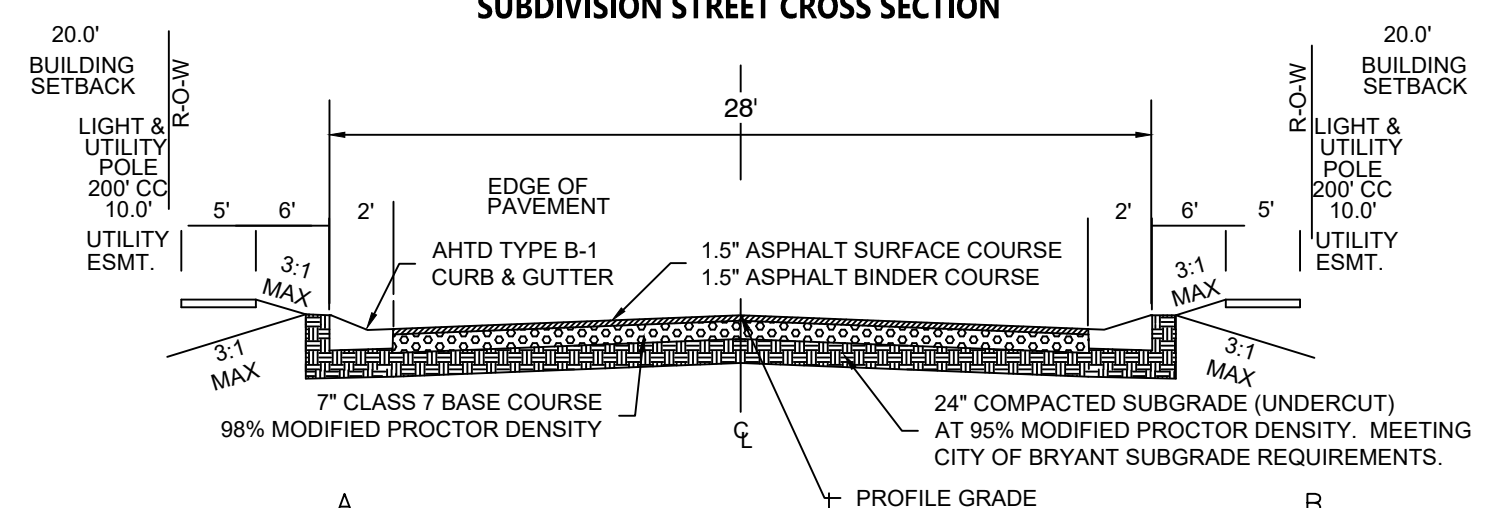 SUBDIVISION STREET CROSS SECTION
20.0'
BUILDING
SETBACK
R-O-W
LIGHT &
UTILITY
POLE
200' CC
10.0'
UTILITY
ESMT.
5'
6'
2'
28'
EDGE OF
PAVEMENT
AHTD TYPE B-1
CURB & GUTTER
1.5" ASPHALT SURFACE COURSE
1.5" ASPHALT BINDER COURSE
2'
6'
5'
20.0'
BUILDING
SETBACK
R-O-W
LIGHT &
UTILITY
POLE
200' CC
10.0'
UTILITY
ESMT.
3:1
MAX
3:1
MAX
3:1
MAX
3:1
MAX
7" CLASS 7 BASE COURSE
98% MODIFIED PROCTOR DENSITY
CL
24" COMPACTED SUBGRADE (UNDERCUT)
AT 95% MODIFIED PROCTOR DENSITY. MEETING
CITY OF BRYANT SUBGRADE REQUIREMENTS.
PROFILE GRADE
A